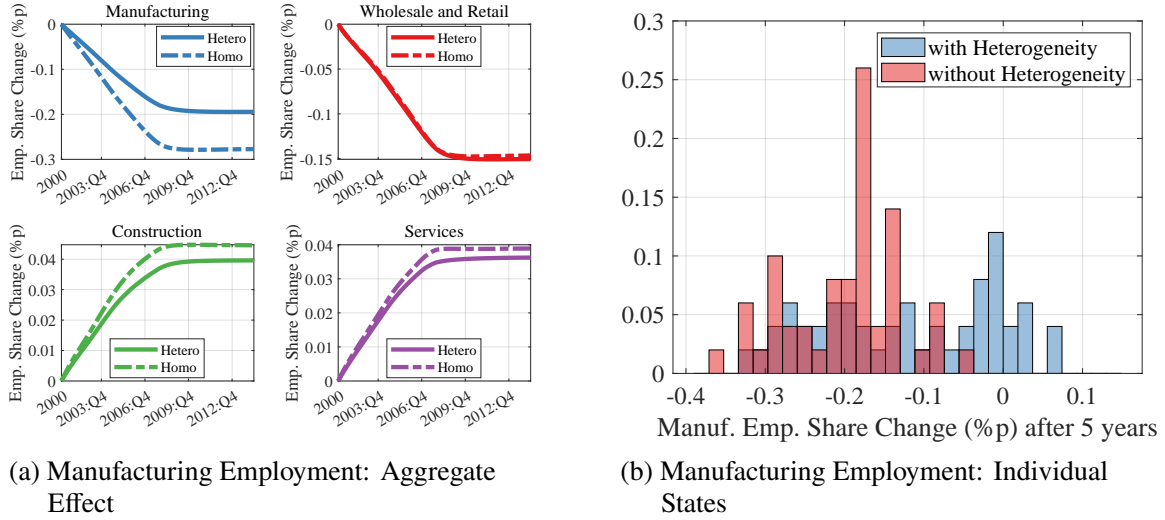 Manufacturing
Emp. Share Change (%p)
0
-0.1
-0.2
-0.3
Hetero
Homo
2000
2003:Q4
2006:Q4
2009:Q4
2012:Q4
Wholesale and Retail
Emp. Share Change (%p)
0
-0.05
-0.1
-0.15
Hetero
Homo
2000
2003:Q4
2006:Q4
2009:Q4
2012:Q4
Construction
Emp. Share Change (%p)
0.04
0.03
0.02
0.01
0
Hetero
Homo
2000
2003:Q4
2006:Q4
2009:Q4
2012:Q4
Services
Emp. Share Change (%p)
0.04
0.03
0.02
0.01
0
Hetero
Homo
2000
2003:Q4
2006:Q4
2009:Q4
2012:Q4
(a) Manufacturing Employment: Aggregate
Effect
0.3
0.25
0.2
0.15
0.1
0.05
0
with Heterogeneity
without Heterogeneity
-0.4
-0.3
-0.2
-0.1
0
0.1
Manuf. Emp. Share Change (%p) after 5 years
(b) Manufacturing Employment: Individual
States